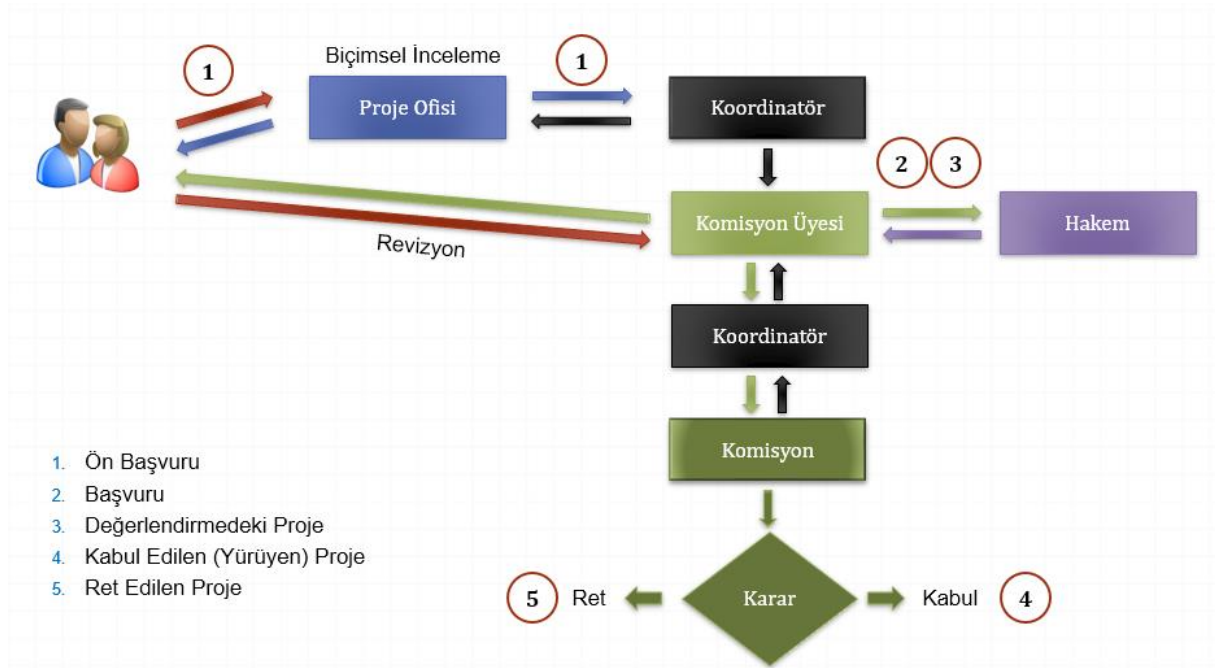 1
Biçimsel İnceleme
1
Proje Ofisi
Koordinatör
2
3
Komisyon Üyesi
Hakem
Revizyon
Koordinatör
Komisyon
1. Ön Başvuru
2. Başvuru
3. Değerlendirmedeki Proje
4. Kabul Edilen (Yürüyen) Proje
5. Ret Edilen Proje
5
Ret
Karar
Kabul
4